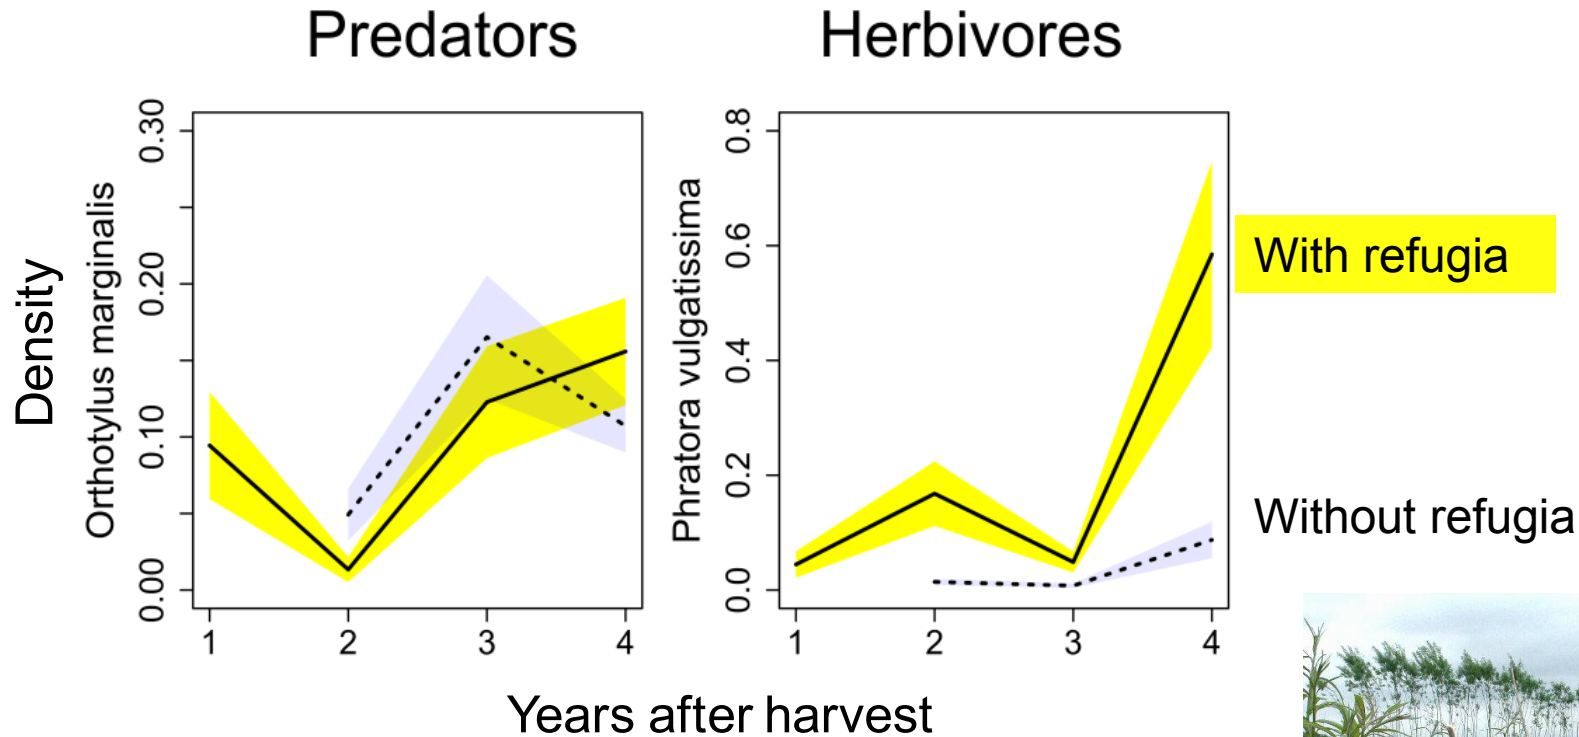 Predators
Herbivores
Density
Orthotylus marginalis
0.30
0.20
0.10
0.00
1 2 3 4
Phratora vulgatissima
0.8
0.6
0.4
0.2
0.0
1 2 3 4
With refugia
Without refugia
Years after harvest